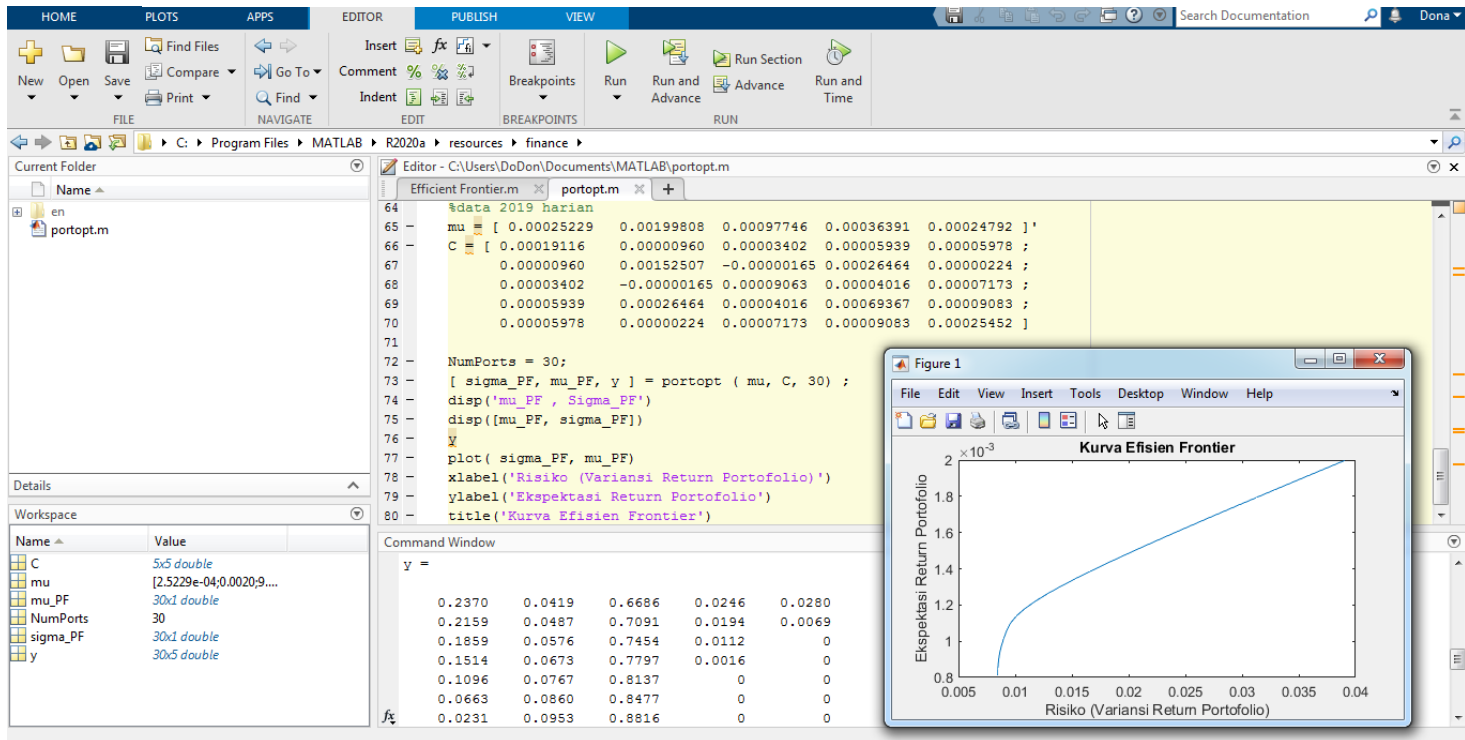 HOME PLOTS APPS EDITOR PUBLISH VIEW Search Documentation Dona
New Open Save Find Files Compare Print Go To Find Insert fx Comment % Indent Breakpoints Run Run and Advance Run Section Advance Run and Time
FILE NAVIGATE EDIT BREAKPOINTS RUN
C: Program Files MATLAB R2020a resources finance
Current Folder
Name
en
portopt.m
Details
Workspace
Name Value
C 5x5 double
mu [2.5229e-04;0.0020;9....
mu_PF 30x1 double
NumPorts 30
sigma_PF 30x1 double
y 30x5 double
Editor - C:\Users\DoDon\Documents\MATLAB\portopt.m
Efficient Frontier.m portopt.m +
64 %data 2019 harian
65 – mu = [ 0.00025229 0.00199808 0.00097746 0.00036391 0.00024792 ]'
66 – C = [ 0.00019116 0.00000960 0.00003402 0.00005939 0.00005978 ;
67 0.00000960 0.00152507 -0.00000165 0.00026464 0.00000224 ;
68 0.00003402 -0.00000165 0.00009063 0.00004016 0.00007173 ;
69 0.00005939 0.00026464 0.00004016 0.00069367 0.00009083 ;
70 0.00005978 0.00000224 0.00007173 0.00009083 0.00025452 ]
71
72 – NumPorts = 30;
73 – [ sigma_PF, mu_PF, y ] = portopt ( mu, C, 30) ;
74 – disp('mu_PF , Sigma_PF')
75 – disp([mu_PF, sigma_PF])
76 – y
77 – plot( sigma_PF, mu_PF)
78 – xlabel('Risiko (Variansi Return Portofolio)')
79 – ylabel('Ekspektasi Return Portofolio')
80 – title('Kurva Efisien Frontier')
Command Window
y =
0.2370 0.0419 0.6686 0.0246 0.0280
0.2159 0.0487 0.7091 0.0194 0.0069
0.1859 0.0576 0.7454 0.0112 0
0.1514 0.0673 0.7797 0.0016 0
0.1096 0.0767 0.8137 0 0
0.0663 0.0860 0.8477 0 0
fx 0.0231 0.0953 0.8816 0 0
Figure 1
File Edit View Insert Tools Desktop Window Help
×10-3 Kurva Efisien Frontier
Ekspektasi Return Portofolio
2
1.8
1.6
1.4
1.2
1
0.8
0.005 0.01 0.015 0.02 0.025 0.03 0.035 0.04
Risiko (Variansi Return Portofolio)